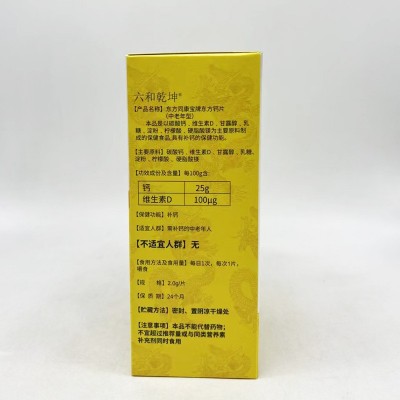 六和乾坤®
【产品名称】东方同康宝牌东方钙片
(中老年型)
本品是以碳酸钙,维生素D,甘露醇,乳
糖,淀粉,柠檬酸,硬脂酸镁为主要原料制
成的保健食品,具有补钙的保健功能。
【主要原料】碳酸钙,维生素D,甘露醇,乳糖,
淀粉,柠檬酸,硬脂酸镁
【功效成份及含量】每100g含:
钙 25g
维生素D 100μg
【保健功能】补钙
【适宜人群】需补钙的中老年人
【不适宜人群】无
【食用方法及食用量】每日1次,每次1片,
嚼食
【规 格】2.0g/片
【保 质 期】24个月
【贮藏方法】密封,置阴凉干燥处
【注意事项】本品不能代替药物;
不宜超过推荐量或与同类营养素
补充剂同时食用